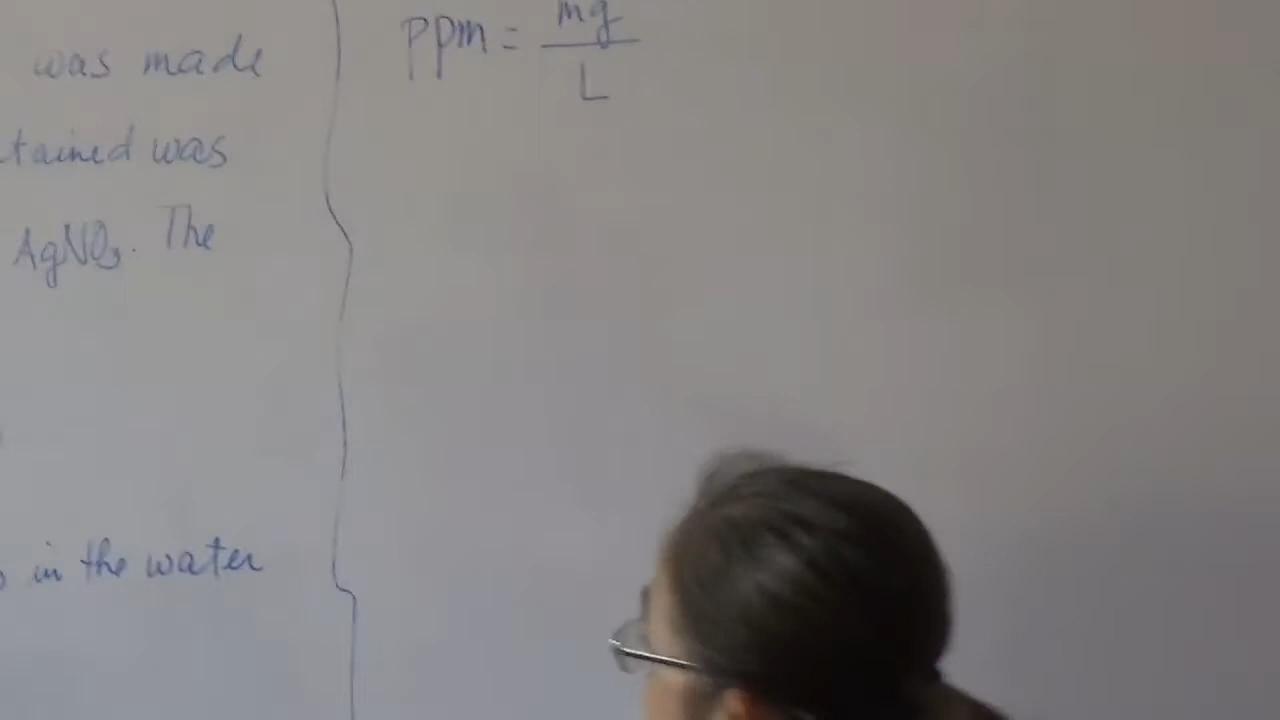 was made
tained was
AgNO₃. The
in the water
ppm = mg
L